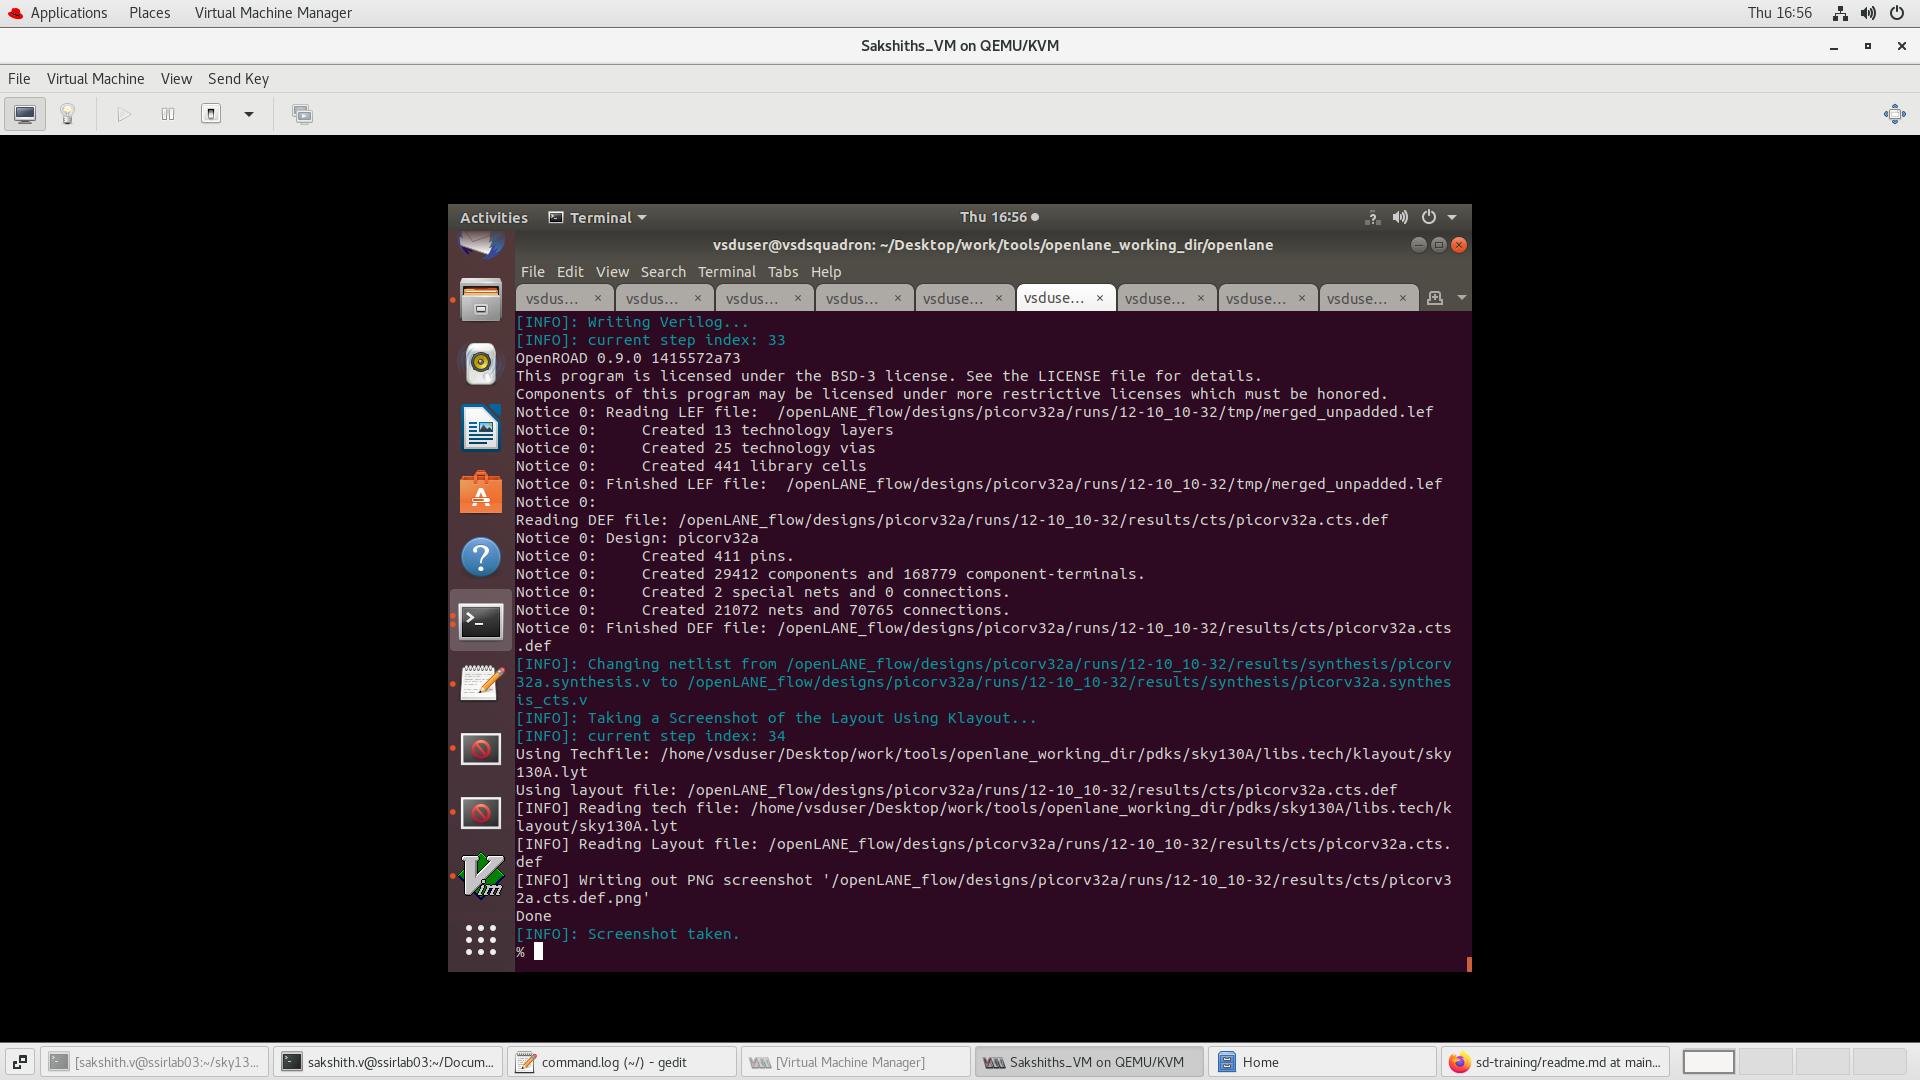 Applications Places Virtual Machine Manager Thu 16:56
Sakshiths_VM on QEMU/KVM
File Virtual Machine View Send Key
Activities Terminal Thu 16:56
vsduser@vsdsquadron: ~/Desktop/work/tools/openlane_working_dir/openlane
File Edit View Search Terminal Tabs Help
vsdus... × vsdus... × vsdus... × vsdus... × vsduse... × vsduse... × vsduse... × vsduse... × vsduse... ×
[INFO]: Writing Verilog...
[INFO]: current step index: 33
OpenROAD 0.9.0 1415572a73
This program is licensed under the BSD-3 license. See the LICENSE file for details.
Components of this program may be licensed under more restrictive licenses which must be honored.
Notice 0: Reading LEF file:  /openLANE_flow/designs/picorv32a/runs/12-10_10-32/tmp/merged_unpadded.lef
Notice 0:     Created 13 technology layers
Notice 0:     Created 25 technology vias
Notice 0:     Created 441 library cells
Notice 0: Finished LEF file:  /openLANE_flow/designs/picorv32a/runs/12-10_10-32/tmp/merged_unpadded.lef
Notice 0:
Reading DEF file: /openLANE_flow/designs/picorv32a/runs/12-10_10-32/results/cts/picorv32a.cts.def
Notice 0: Design: picorv32a
Notice 0:     Created 411 pins.
Notice 0:     Created 29412 components and 168779 component-terminals.
Notice 0:     Created 2 special nets and 0 connections.
Notice 0:     Created 21072 nets and 70765 connections.
Notice 0: Finished DEF file: /openLANE_flow/designs/picorv32a/runs/12-10_10-32/results/cts/picorv32a.cts
.def
[INFO]: Changing netlist from /openLANE_flow/designs/picorv32a/runs/12-10_10-32/results/synthesis/picorv
32a.synthesis.v to /openLANE_flow/designs/picorv32a/runs/12-10_10-32/results/synthesis/picorv32a.synthes
is_cts.v
[INFO]: Taking a Screenshot of the Layout Using Klayout...
[INFO]: current step index: 34
Using Techfile: /home/vsduser/Desktop/work/tools/openlane_working_dir/pdks/sky130A/libs.tech/klayout/sky
130A.lyt
Using layout file: /openLANE_flow/designs/picorv32a/runs/12-10_10-32/results/cts/picorv32a.cts.def
[INFO] Reading tech file: /home/vsduser/Desktop/work/tools/openlane_working_dir/pdks/sky130A/libs.tech/k
layout/sky130A.lyt
[INFO] Reading Layout file: /openLANE_flow/designs/picorv32a/runs/12-10_10-32/results/cts/picorv32a.cts.
def
[INFO] Writing out PNG screenshot '/openLANE_flow/designs/picorv32a/runs/12-10_10-32/results/cts/picorv3
2a.cts.def.png'
Done
[INFO]: Screenshot taken.
%
[sakshith.v@ssirlab03:~/sky13... sakshith.v@ssirlab03:~/Docum... command.log (~/) - gedit [Virtual Machine Manager] Sakshiths_VM on QEMU/KVM Home sd-training/readme.md at main...